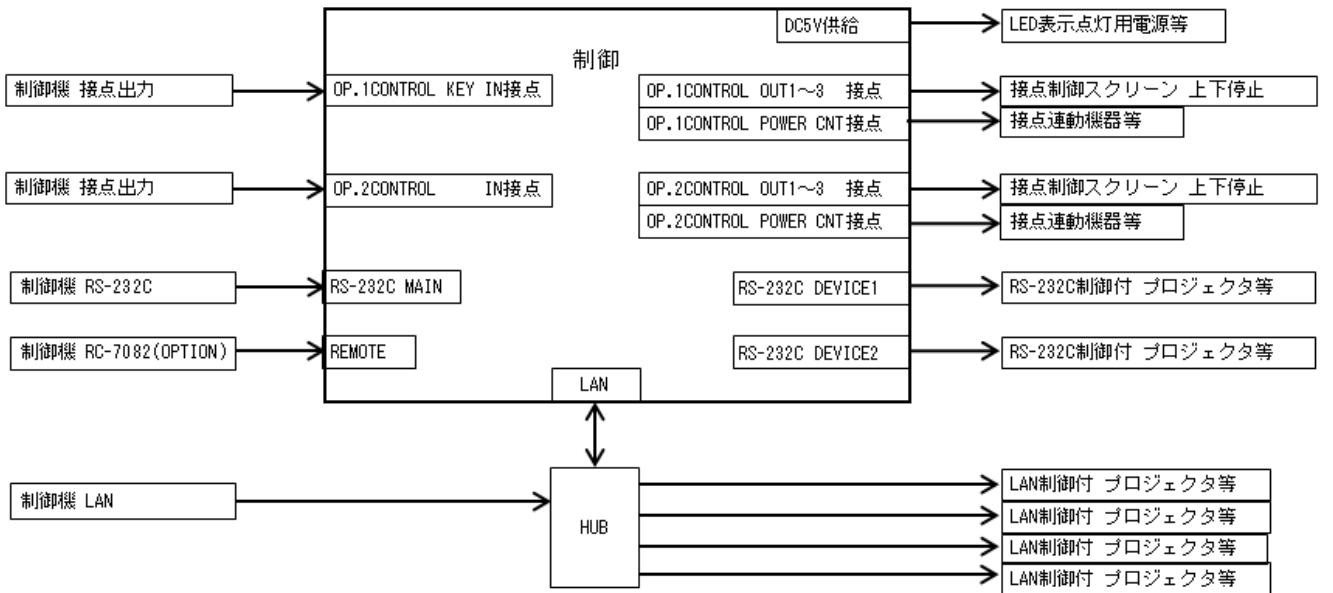 DC5V供給
LED表示点灯用電源等
制御
制御機 接点出力
OP.1CONTROL KEY IN接点
OP.1CONTROL OUT1～3 接点
接点制御スクリーン 上下停止
OP.1CONTROL POWER CNT接点
接点連動機器等
制御機 接点出力
OP.2CONTROL IN接点
OP.2CONTROL OUT1～3 接点
接点制御スクリーン 上下停止
OP.2CONTROL POWER CNT接点
接点連動機器等
制御機 RS-232C
RS-232C MAIN
RS-232C DEVICE1
RS-232C制御付 プロジェクタ等
制御機 RC-7082(OPTION)
REMOTE
RS-232C DEVICE2
RS-232C制御付 プロジェクタ等
LAN
制御機 LAN
HUB
LAN制御付 プロジェクタ等
LAN制御付 プロジェクタ等
LAN制御付 プロジェクタ等
LAN制御付 プロジェクタ等